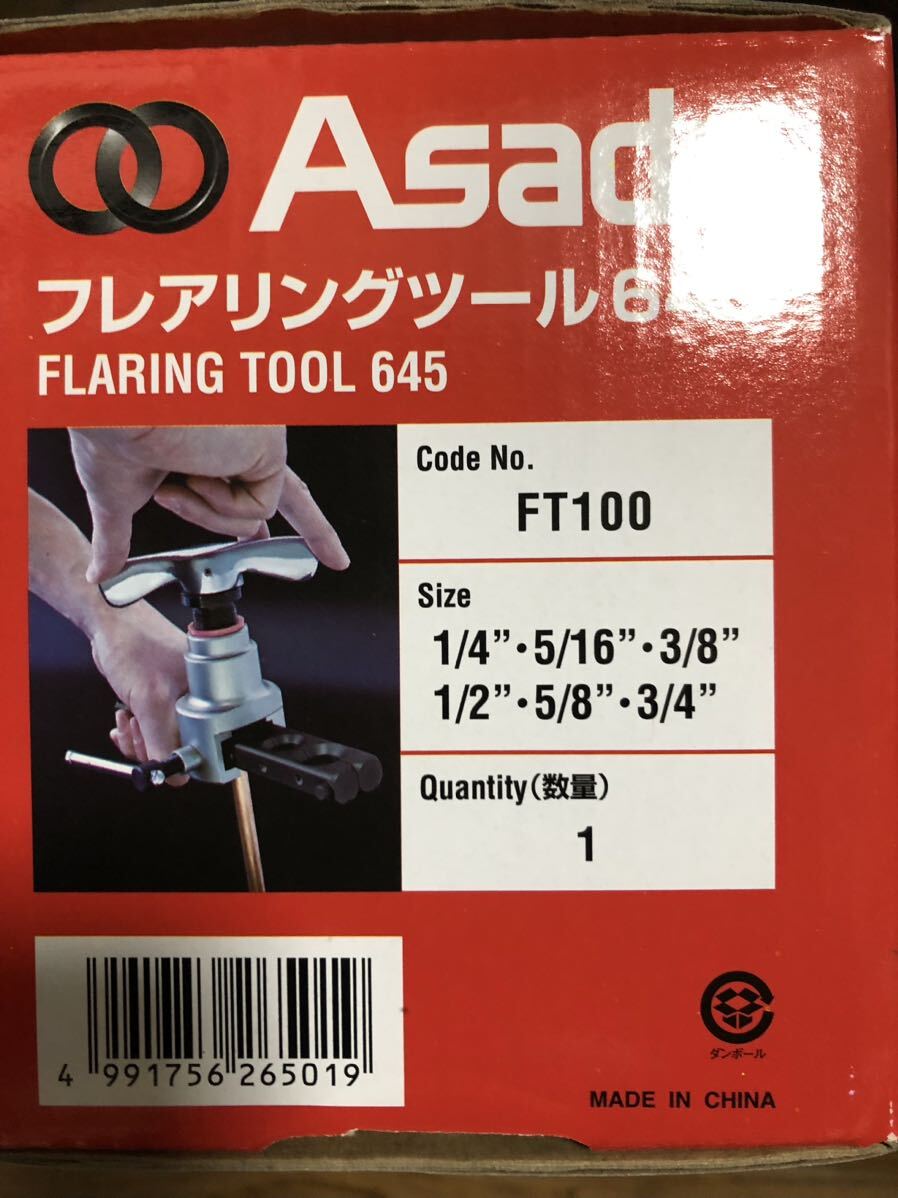 Asad
フレアリングツール6
FLARING TOOL 645
Code No.
FT100
Size
1/4”・5/16”・3/8”
1/2”・5/8”・3/4”
Quantity(数量)
1
4 991756 265019
ダンボール
MADE IN CHINA